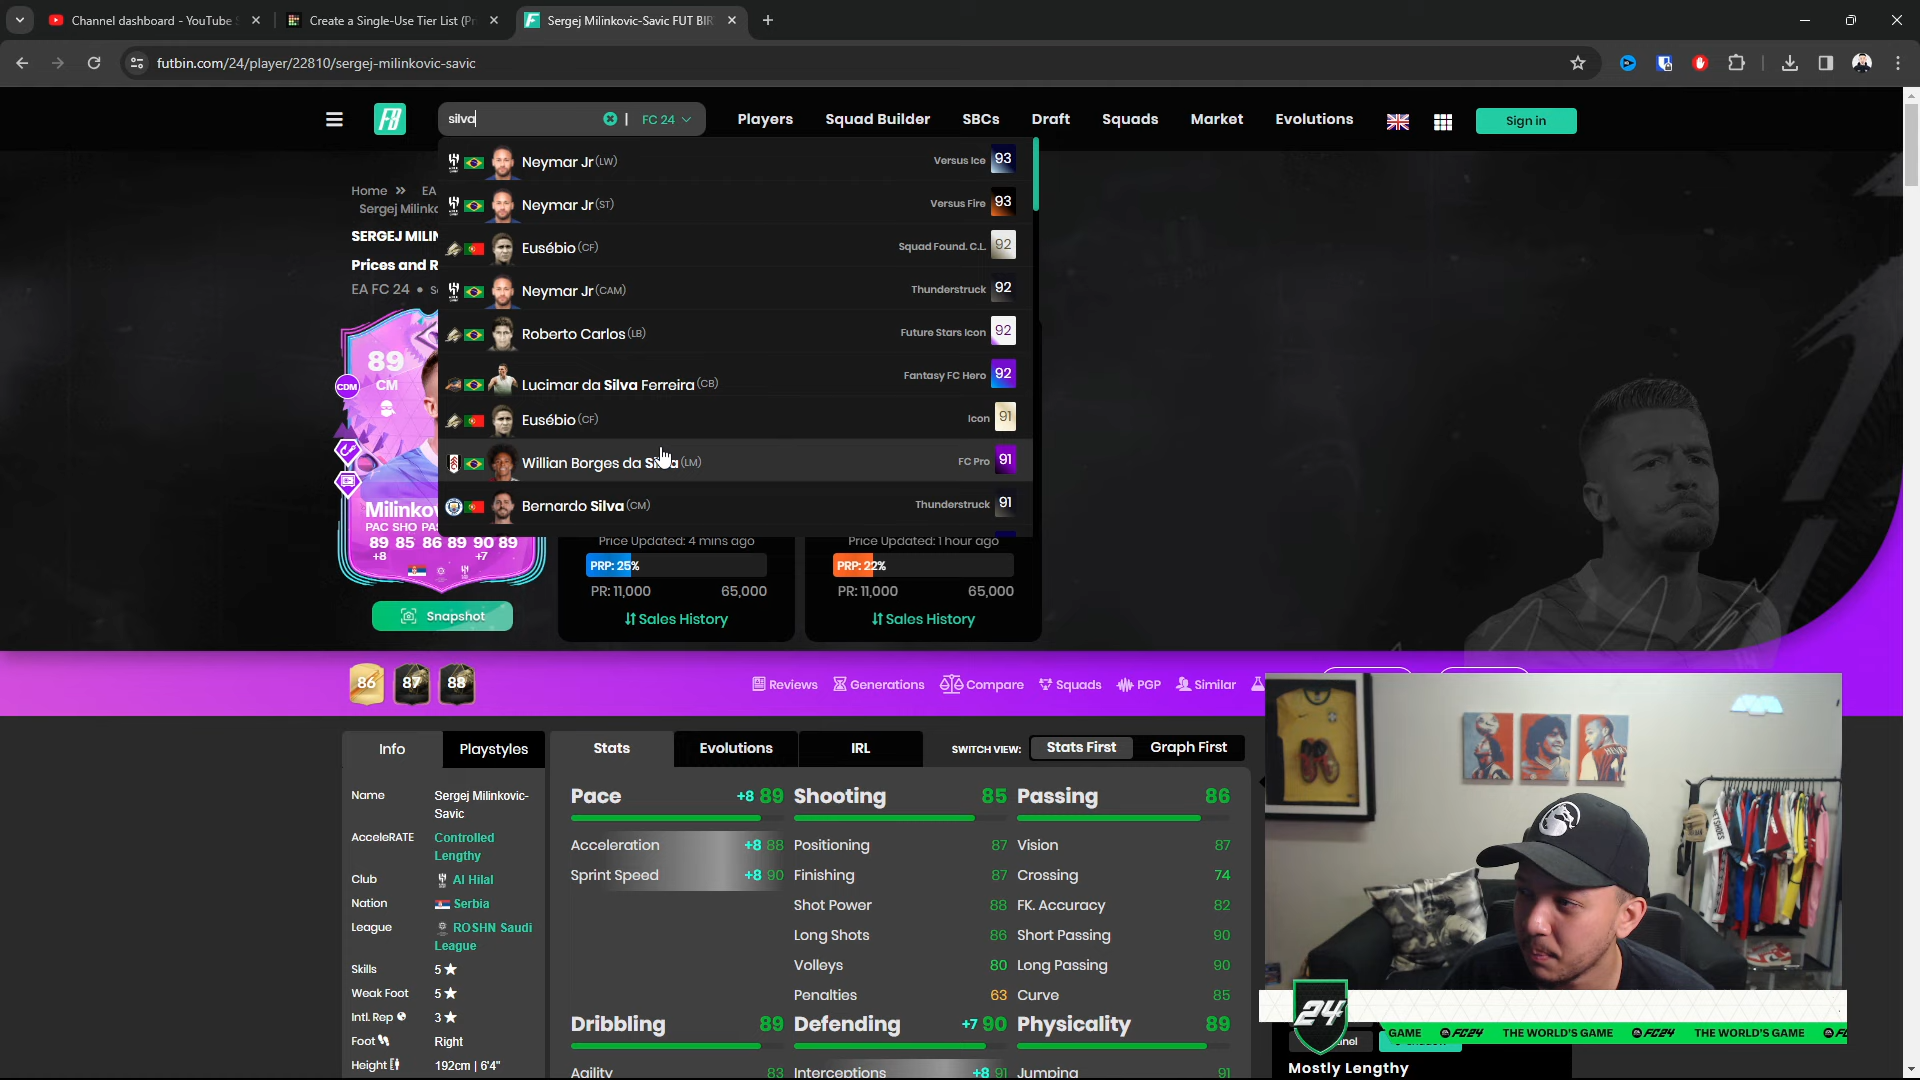 Channel dashboard - YouTube
Create a Single-Use Tier List (Pr
Sergej Milinkovic-Savic FUT BIR
futbin.com/24/player/22810/sergej-milinkovic-savic
silva
FC 24
Players
Squad Builder
SBCs
Draft
Squads
Market
Evolutions
Sign in
Home » EA
Sergej Milinko
SERGEJ MILIN
Prices and R
EA FC 24
Neymar Jr (LW) Versus Ice 93
Neymar Jr (ST) Versus Fire 93
Eusébio (CF) Squad Found. C.L. 92
Neymar Jr (CAM) Thunderstruck 92
Roberto Carlos (LB) Future Stars Icon 92
Lucimar da Silva Ferreira (CB) Fantasy FC Hero 92
Eusébio (CF) Icon 91
Willian Borges da Silva (LM) FC Pro 91
Bernardo Silva (CM) Thunderstruck 91
89
CM
CDM
Milinkov
PAC SHO PAS
89 85 86 89 90 89
+8 +7
Snapshot
Price Updated: 4 mins ago
PRP: 25%
PR: 11,000 65,000
Sales History
Price Updated: 1 hour ago
PRP: 22%
PR: 11,000 65,000
Sales History
86 87 88
Reviews
Generations
Compare
Squads
PGP
Similar
Info
Playstyles
Stats
Evolutions
IRL
SWITCH VIEW:
Stats First
Graph First
Name Sergej Milinkovic-
Savic
AcceleRATE Controlled
Lengthy
Club Al Hilal
Nation Serbia
League ROSHN Saudi
League
Skills 5
Weak Foot 5
Intl. Rep 3
Foot Right
Height 192cm | 6'4"
Pace +8 89
Acceleration +8 88
Sprint Speed +8 90
Shooting 85
Positioning 87
Finishing 87
Shot Power 88
Long Shots 86
Volleys 80
Penalties 63
Passing 86
Vision 87
Crossing 74
FK. Accuracy 82
Short Passing 90
Long Passing 90
Curve 85
Dribbling 89
Agility 83
Defending +7 90
Interceptions +8 91
Physicality 89
Jumping 91
HENRY
24
GAME FC24 THE WORLD'S GAME FC24 THE WORLD'S GAME
Mostly Lengthy